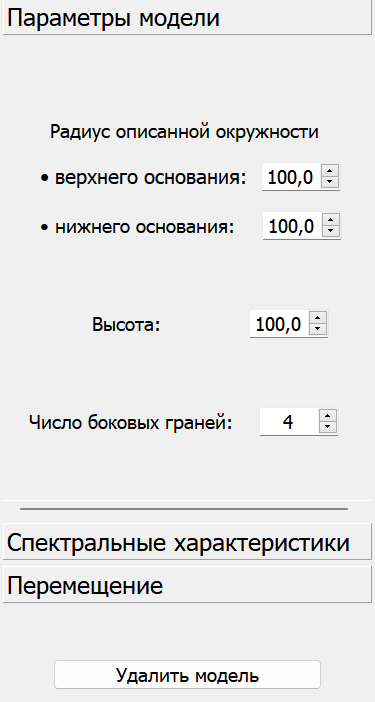 Параметры модели
Радиус описанной окружности
• верхнего основания: 100,0
• нижнего основания: 100,0
Высота: 100,0
Число боковых граней: 4
Спектральные характеристики
Перемещение
Удалить модель